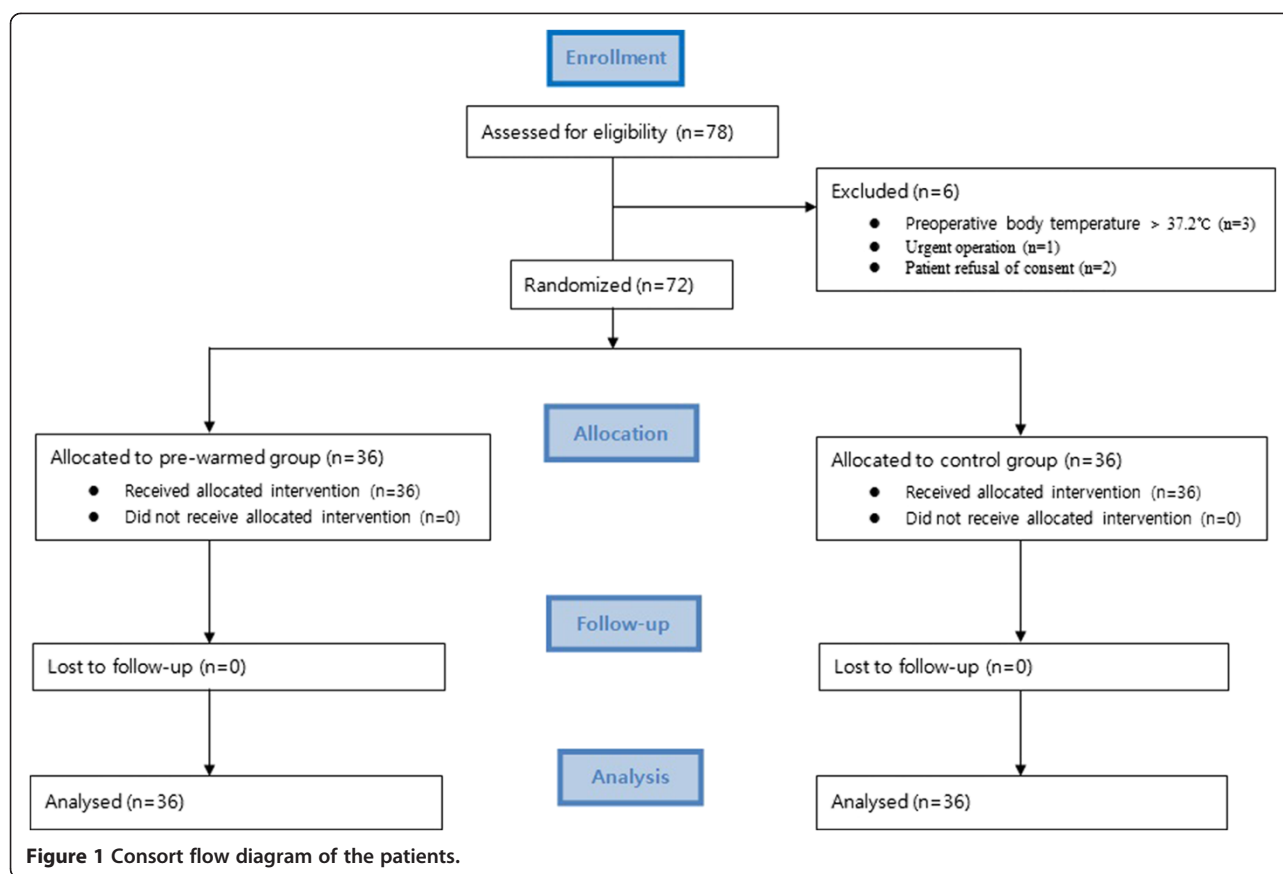 Enrollment
Assessed for eligibility (n=78)
Excluded (n=6)
● Preoperative body temperature > 37.2℃ (n=3)
● Urgent operation (n=1)
● Patient refusal of consent (n=2)
Randomized (n=72)
Allocation
Allocated to pre-warmed group (n=36)
● Received allocated intervention (n=36)
● Did not receive allocated intervention (n=0)
Allocated to control group (n=36)
● Received allocated intervention (n=36)
● Did not receive allocated intervention (n=0)
Follow-up
Lost to follow-up (n=0)
Lost to follow-up (n=0)
Analysis
Analysed (n=36)
Analysed (n=36)
Figure 1 Consort flow diagram of the patients.